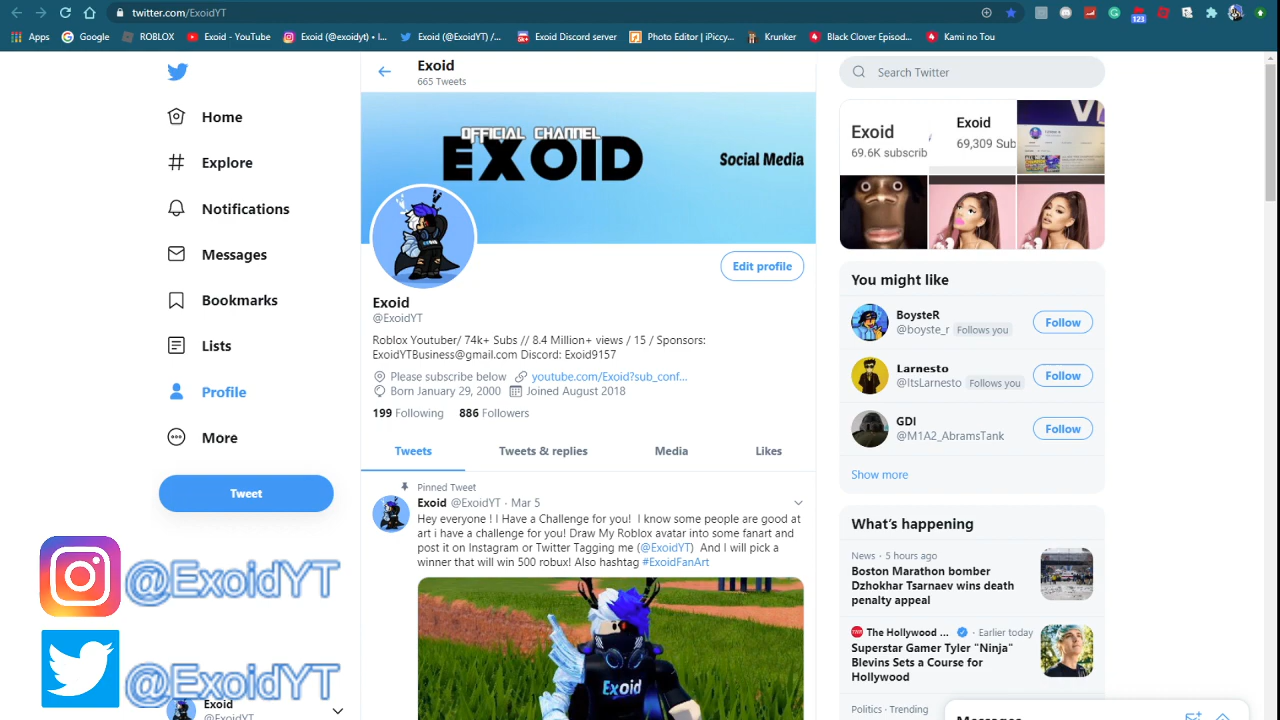 twitter.com/ExoidYT
123
Apps Google ROBLOX Exoid - YouTube Exoid (@exoidyt) • I... Exoid (@ExoidYT) /... Exoid Discord server Photo Editor | iPiccy... Krunker Black Clover Episod... Kami no Tou
Home
Explore
Notifications
Messages
Bookmarks
Lists
Profile
More
Tweet
@ExoidYT
@ExoidYT
Exoid
@ExoidYT
Exoid
665 Tweets
OFFICIAL CHANNEL
EXOID
Social Media
Edit profile
Exoid
@ExoidYT
Roblox Youtuber/ 74k+ Subs // 8.4 Million+ views / 15 / Sponsors:
ExoidYTBusiness@gmail.com Discord: Exoid9157
Please subscribe below youtube.com/Exoid?sub_conf...
Born January 29, 2000 Joined August 2018
199 Following 886 Followers
Tweets Tweets & replies Media Likes
Pinned Tweet
Exoid @ExoidYT · Mar 5
Hey everyone ! I Have a Challenge for you! I know some people are good at
art i have a challenge for you! Draw My Roblox avatar into some fanart and
post it on Instagram or Twitter Tagging me (@ExoidYT) And I will pick a
winner that will win 500 robux! Also hashtag #ExoidFanArt
Exoid
Search Twitter
Exoid
69.6K subscrib
Exoid
69,309 Sub
You might like
BoysteR
@boyste_r Follows you
Follow
Larnesto
@ItsLarnesto Follows you
Follow
GDI
@M1A2_AbramsTank
Follow
Show more
What's happening
News · 5 hours ago
Boston Marathon bomber
Dzhokhar Tsarnaev wins death
penalty appeal
The Hollywood ... · Earlier today
Superstar Gamer Tyler "Ninja"
Blevins Sets a Course for
Hollywood
Politics · Trending
Messages